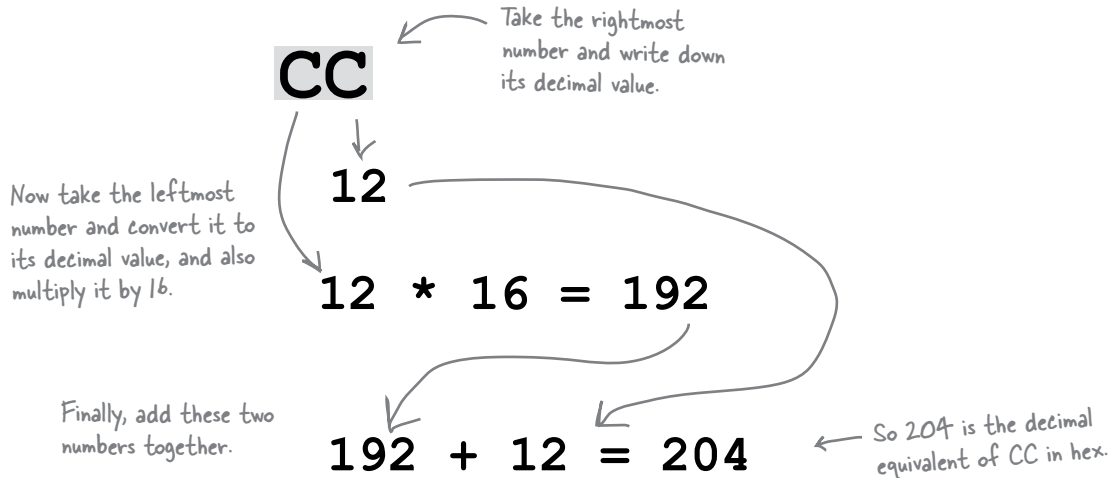 Take the rightmost
number and write down
its decimal value.
CC
12
Now take the leftmost
number and convert it to
its decimal value, and also
multiply it by 16.
12 * 16 = 192
Finally, add these two
numbers together.
192 + 12 = 204
So 204 is the decimal
equivalent of CC in hex.